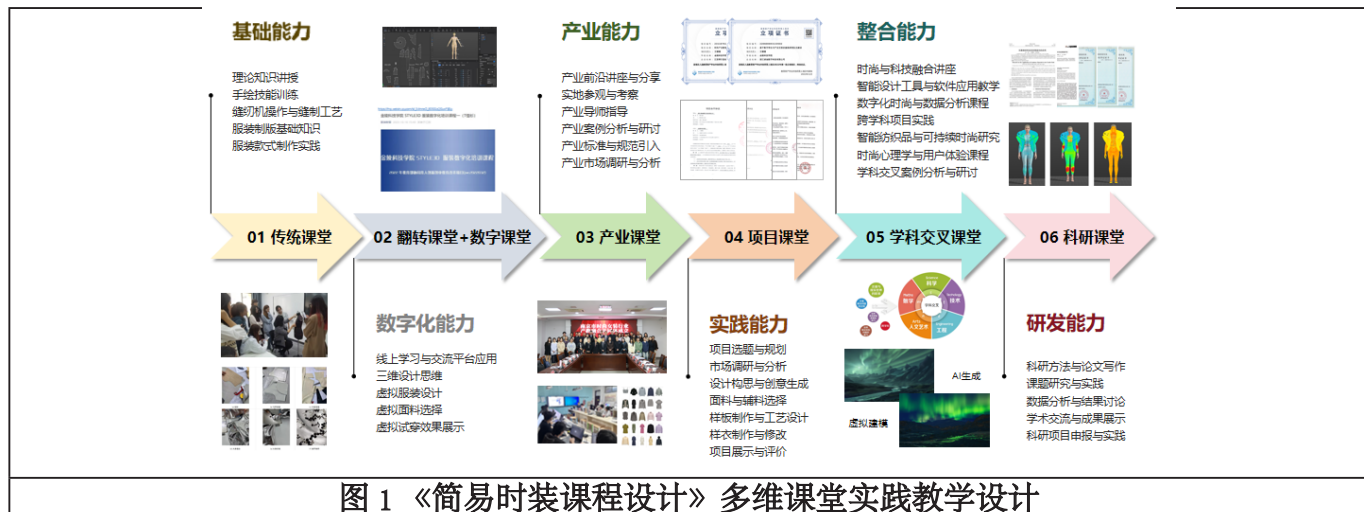 基础能力
理论知识讲授
手绘技能训练
缝纫机操作与缝制工艺
服装制版基础知识
服装款式制作实践
产业能力
产业前沿讲座与分享
实地参观与考察
产业导师指导
产业案例分析与研讨
产业标准与规范引入
产业市场调研与分析
立项证书
整合能力
时尚与科技融合讲座
智能设计工具与软件应用教学
数字化时尚与数据分析课程
跨学科项目实践
智能纺织品与可持续时尚研究
时尚心理学与用户体验课程
学科交叉案例分析与研讨
01 传统课堂
02 翻转课堂+数字课堂
03 产业课堂
04 项目课堂
05 学科交叉课堂
06 科研课堂
数字化能力
线上学习与交流平台应用
三维设计思维
虚拟服装设计
虚拟面料选择
虚拟试穿效果展示
实践能力
项目选题与规划
市场调研与分析
设计构思与创意生成
面料与辅料选择
样板制作与工艺设计
样衣制作与修改
项目展示与评价
科学
技术
工程
人文艺术
数学
AI生成
虚拟建模
研发能力
科研方法与论文写作
课题研究与实践
数据分析与结果讨论
学术交流与成果展示
科研项目申报与实践
图 1 《简易时装课程设计》多维课堂实践教学设计